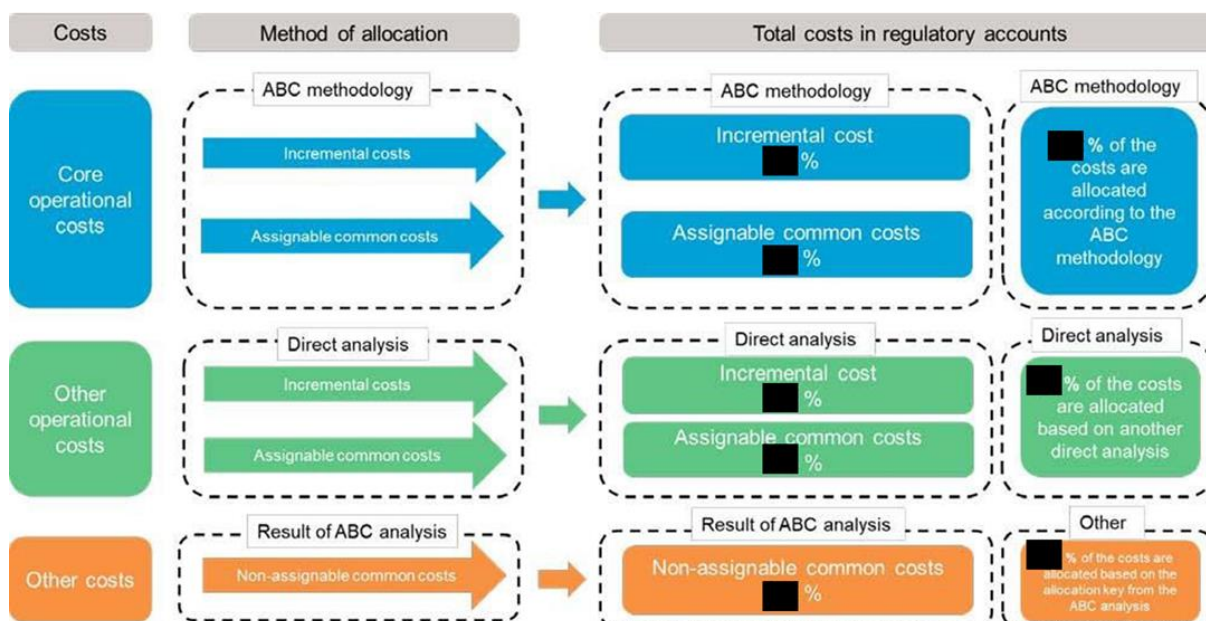 Costs
Method of allocation
Total costs in regulatory accounts
ABC methodology
ABC methodology
ABC methodology
Core
operational
costs
Incremental costs
Assignable common costs
Incremental cost
%
Assignable common costs
%
% of the
costs are
allocated
according to the
ABC
methodology
Direct analysis
Direct analysis
Direct analysis
Other
operational
costs
Incremental costs
Assignable common costs
Incremental cost
%
Assignable common costs
%
% of the costs
are allocated
based on another
direct analysis
Result of ABC analysis
Result of ABC analysis
Other
Other costs
Non-assignable common costs
Non-assignable common costs
%
% of the costs are
allocated based on the
allocation key from the
ABC analysis